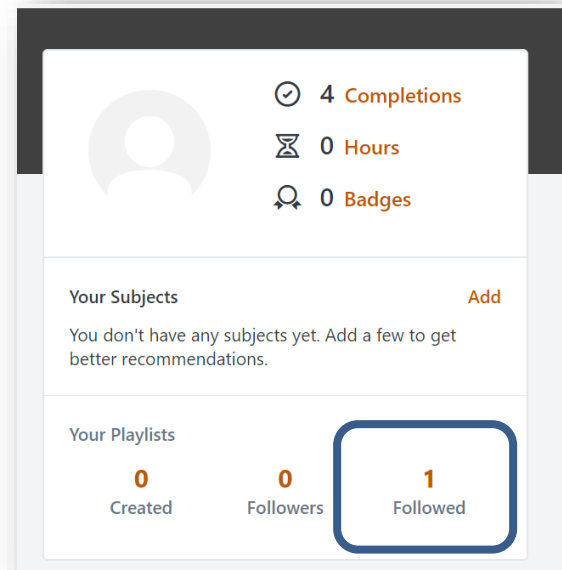 4 Completions
0 Hours
0 Badges
Your Subjects Add
You don't have any subjects yet. Add a few to get
better recommendations.
Your Playlists
0 0 1
Created Followers Followed